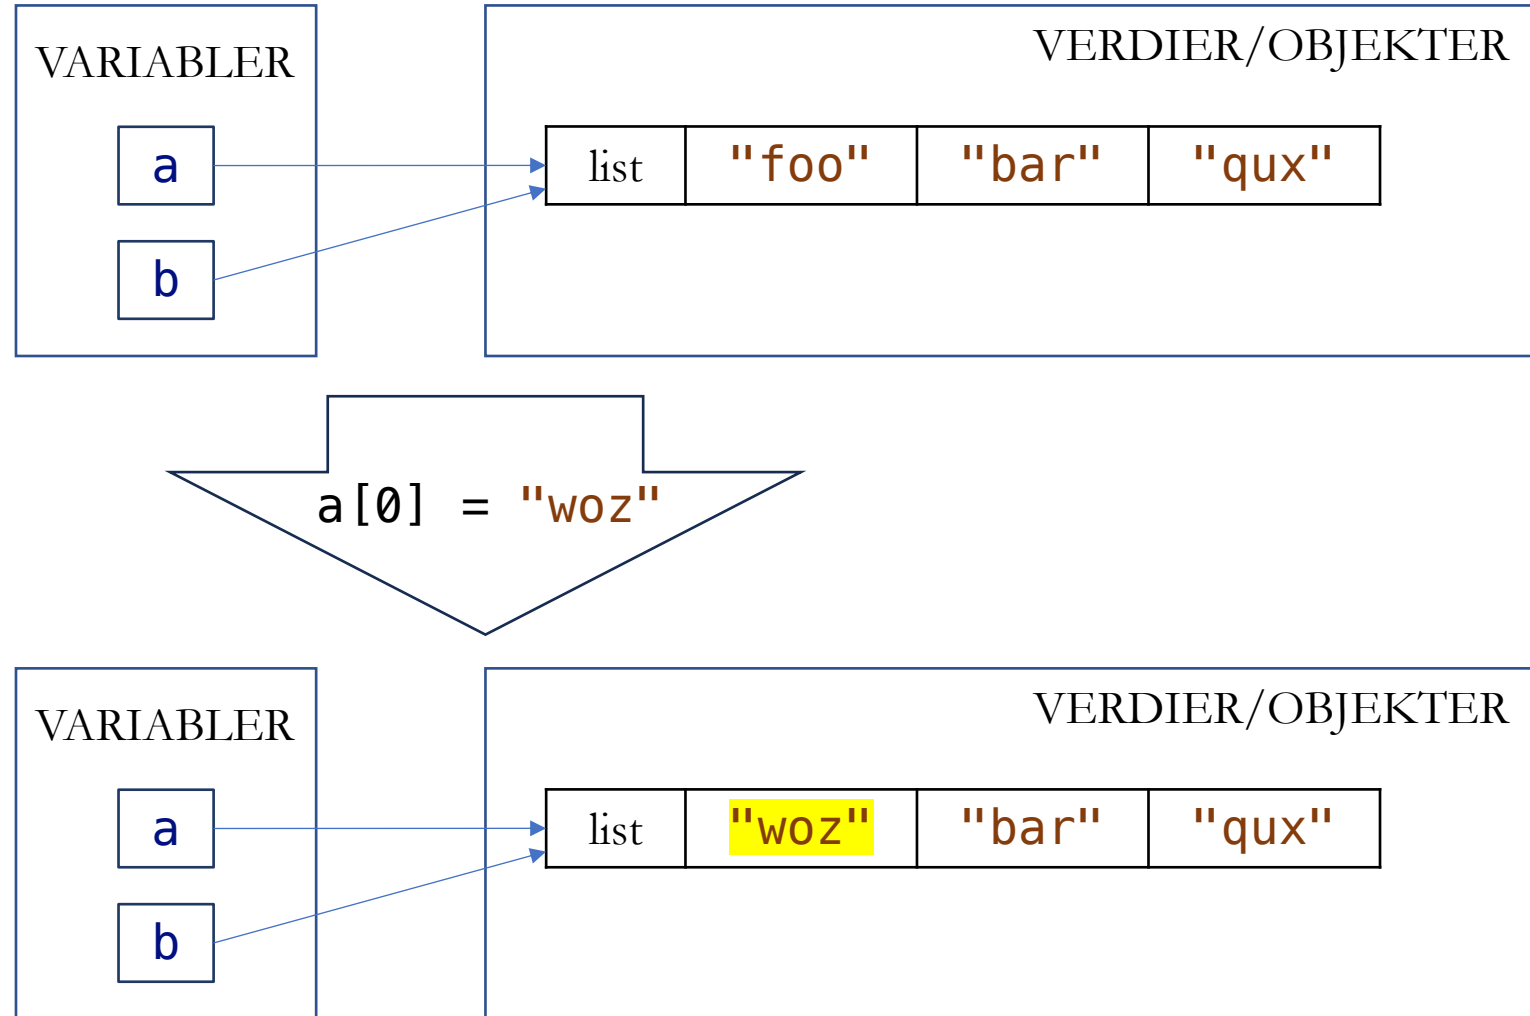 VARIABLER
VERDIER/OBJEKTER
a
list "foo" "bar" "qux"
b
a[0] = "woz"
VARIABLER
VERDIER/OBJEKTER
a
list "woz" "bar" "qux"
b